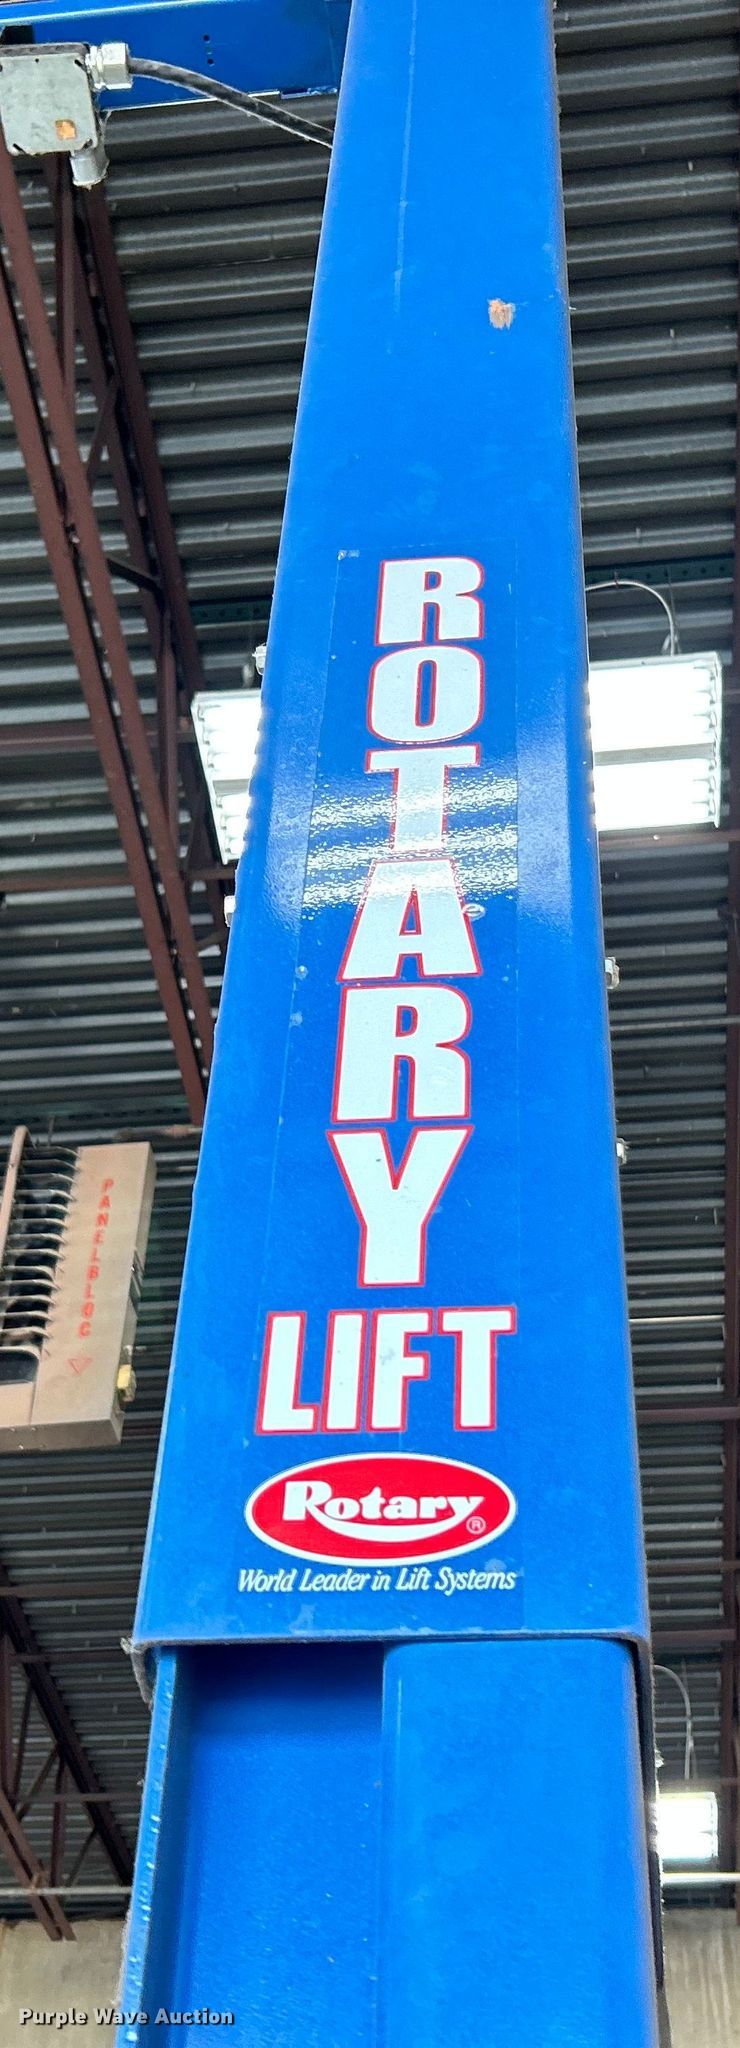 ROTARY
LIFT
Rotary®
World Leader in Lift Systems
PANELBLOC
Purple Wave Auction